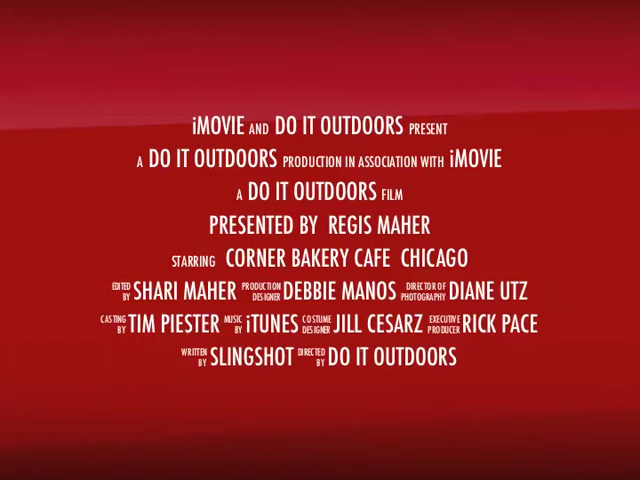 iMOVIE AND DO IT OUTDOORS PRESENT
A DO IT OUTDOORS PRODUCTION IN ASSOCIATION WITH iMOVIE
A DO IT OUTDOORS FILM
PRESENTED BY REGIS MAHER
STARRING CORNER BAKERY CAFE CHICAGO
EDITED BY SHARI MAHER PRODUCTION DESIGNER DEBBIE MANOS DIRECTOR OF PHOTOGRAPHY DIANE UTZ
CASTING BY TIM PIESTER MUSIC BY iTUNES COSTUME DESIGNER JILL CESARZ EXECUTIVE PRODUCER RICK PACE
WRITTEN BY SLINGSHOT DIRECTED BY DO IT OUTDOORS